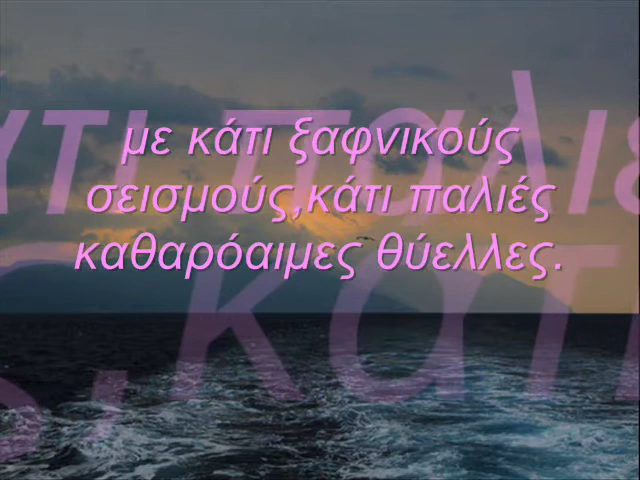 με κάτι ξαφνικούς
σεισμούς,κάτι παλιές
καθαρόαιμες θύελλες.